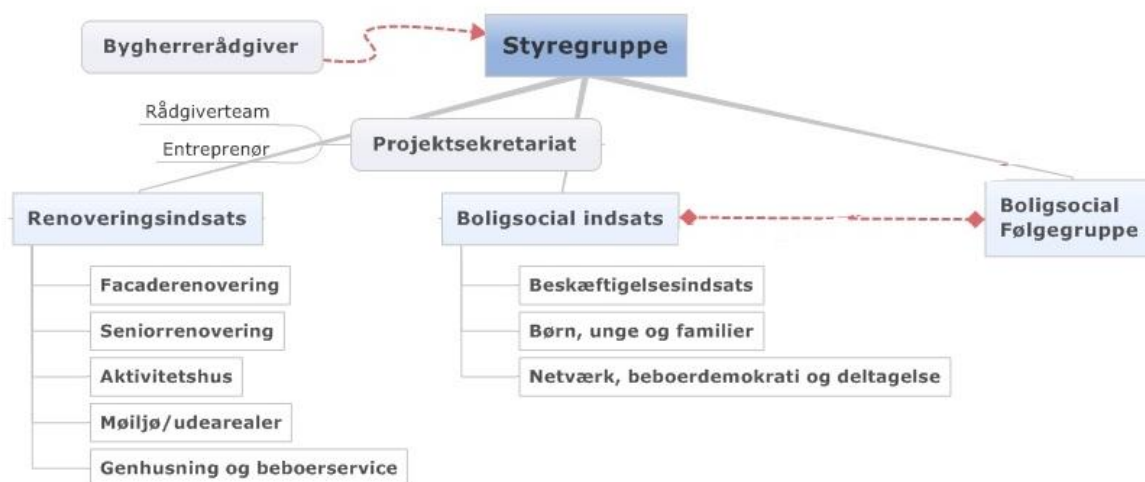 Bygherrerådgiver
Styregruppe
Rådgiverteam
Entreprenør
Projektsekretariat
Renoveringsindsats
Boligsocial indsats
Boligsocial
Følgegruppe
Facaderenovering
Seniorrenovering
Aktivitetshus
Møiljø/udearealer
Genhusning og beboerservice
Beskæftigelsesindsats
Børn, unge og familier
Netværk, beboerdemokrati og deltagelse